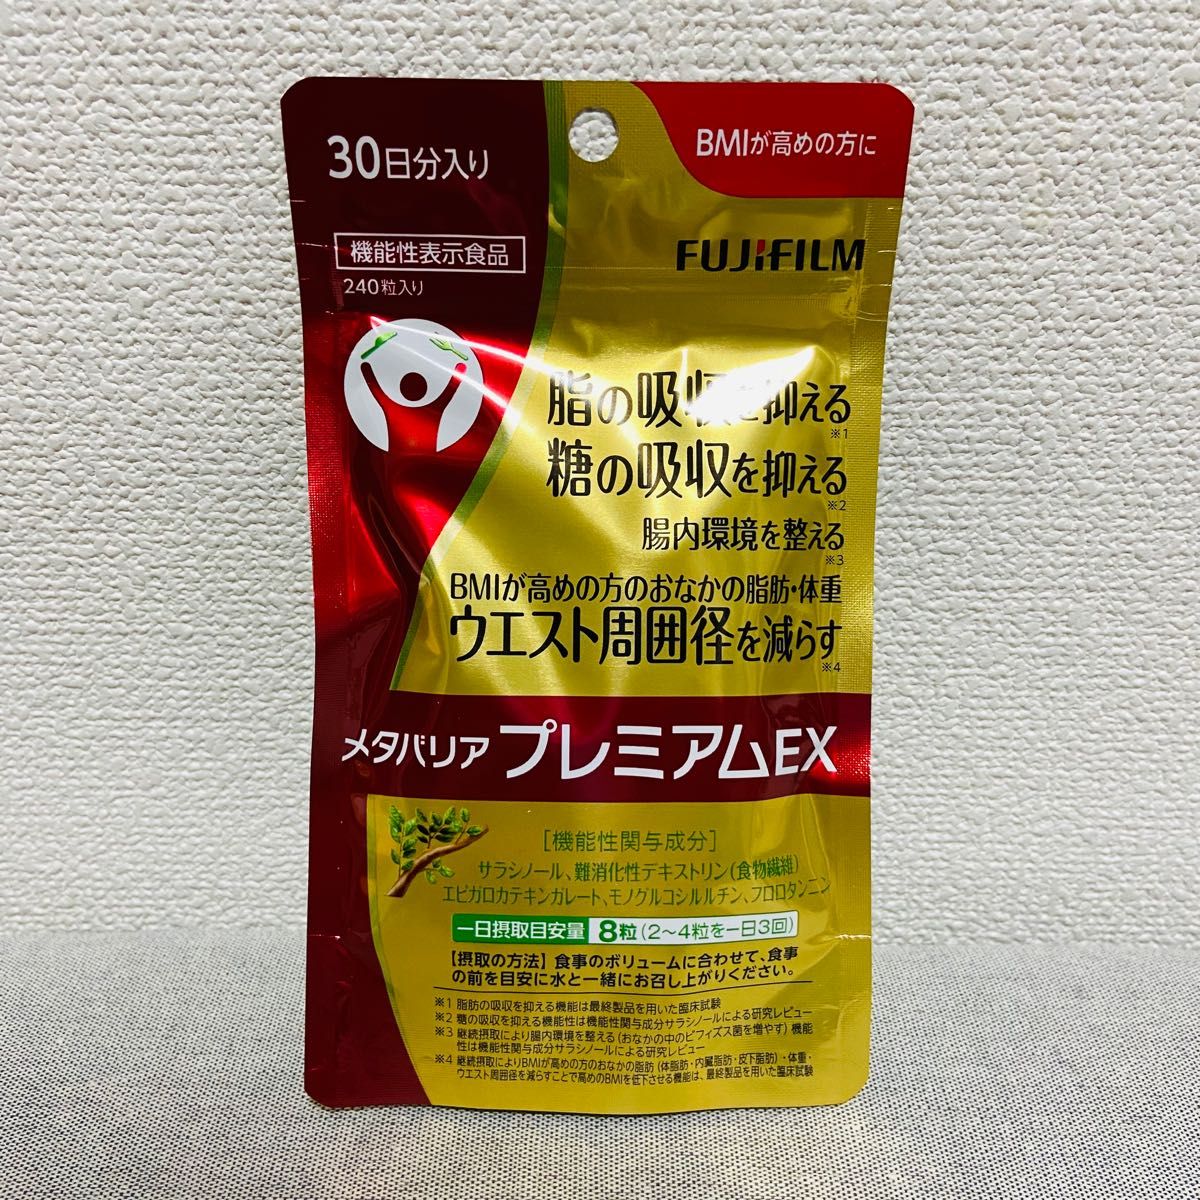 30日分入り
BMIが高めの方に
機能性表示食品
240粒入り
FUJIFILM
脂の吸収を抑える
※1
糖の吸収を抑える
※2
腸内環境を整える
※3
BMIが高めの方のおなかの脂肪・体重
ウエスト周囲径を減らす
※4
メタバリア プレミアムEX
[機能性関与成分]
サラシノール、難消化性デキストリン(食物繊維)
エピガロカテキンガレート、モノグルコシルルチン、フロロタンニン
一日摂取目安量 8粒(2～4粒を一日3回)
【摂取の方法】食事のボリュームに合わせて、食事
の前を目安に水と一緒にお召し上がりください。
※1 脂肪の吸収を抑える機能は最終製品を用いた臨床試験
※2 糖の吸収を抑える機能性は機能性関与成分サラシノールによる研究レビュー
※3 継続摂取により腸内環境を整える(おなかの中のビフィズス菌を増やす)機能
性は機能性関与成分サラシノールによる研究レビュー
※4 継続摂取によりBMIが高めの方のおなかの脂肪(体脂肪・内臓脂肪・皮下脂肪)・体重・
ウエスト周囲径を減らすことで高めのBMIを低下させる機能は、最終製品を用いた臨床試験